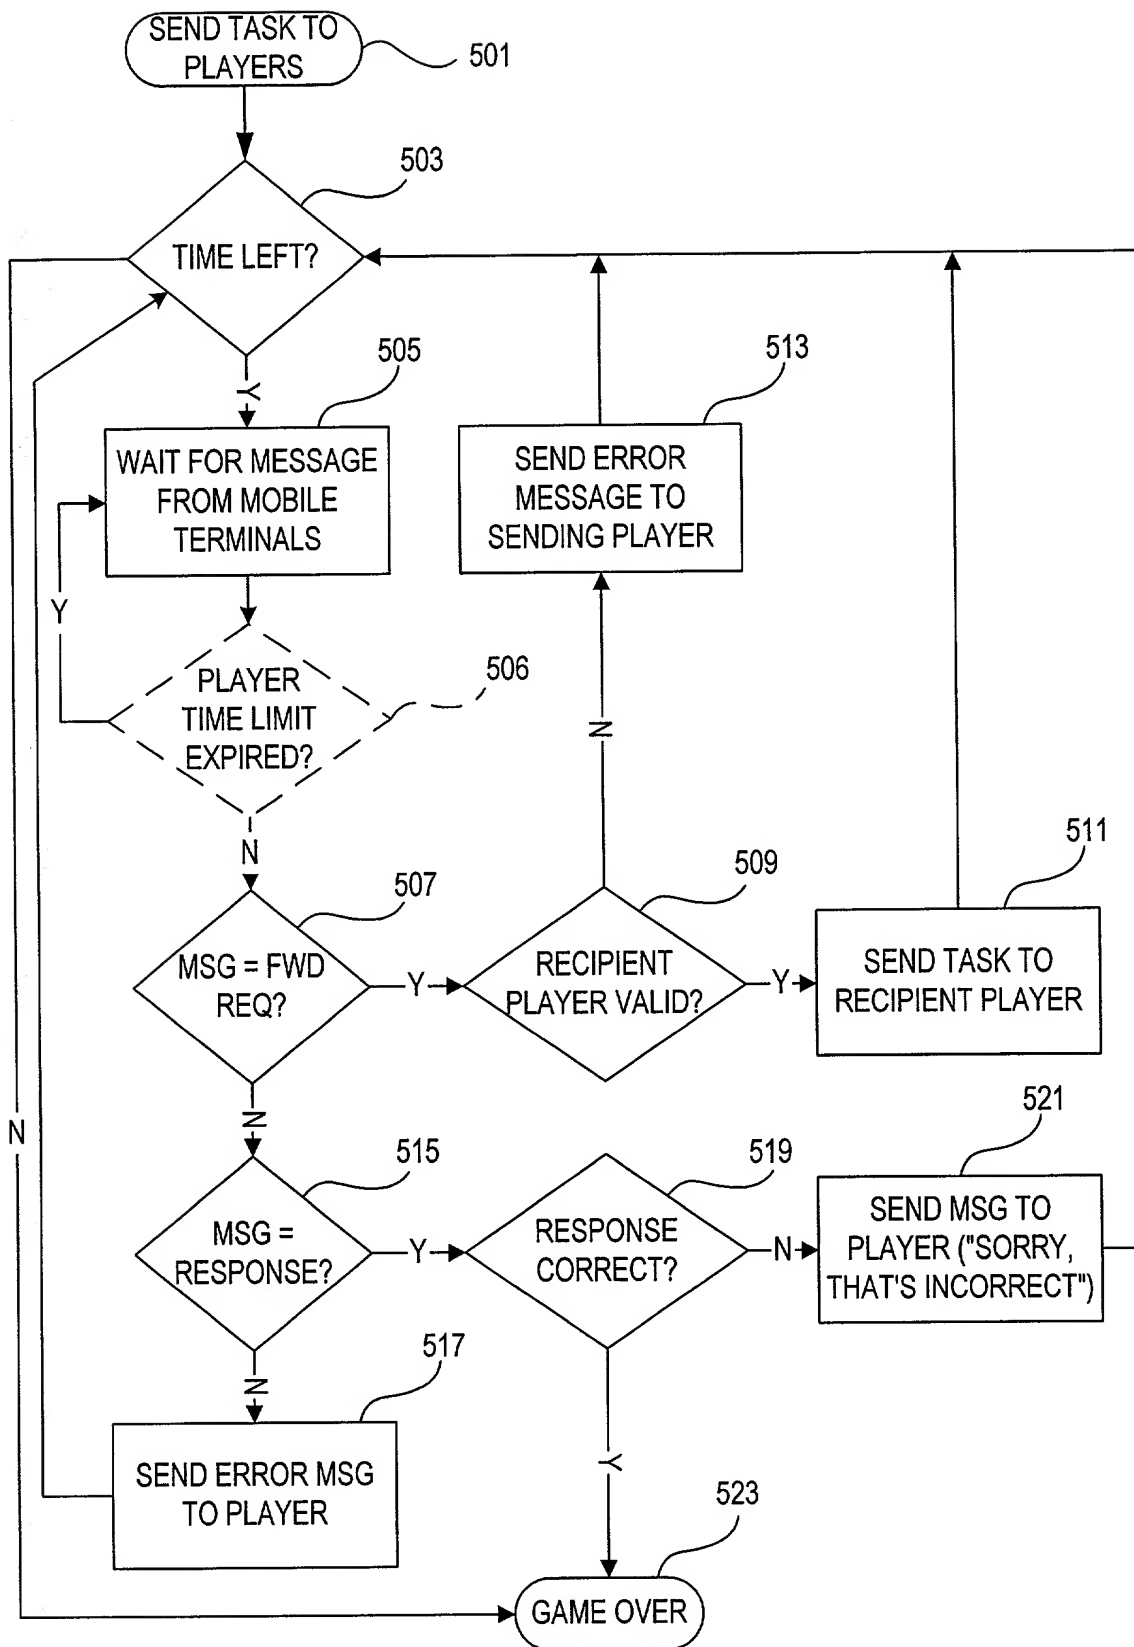 SEND TASK TO
PLAYERS
501
503
TIME LEFT?
Y
505
513
WAIT FOR MESSAGE
FROM MOBILE
TERMINALS
SEND ERROR
MESSAGE TO
SENDING PLAYER
Y
506
PLAYER
TIME LIMIT
EXPIRED?
N
N
507
509
511
MSG = FWD
REQ?
Y
RECIPIENT
PLAYER VALID?
Y
SEND TASK TO
RECIPIENT PLAYER
N
N
515
519
521
MSG =
RESPONSE?
Y
RESPONSE
CORRECT?
N
SEND MSG TO
PLAYER ("SORRY,
THAT'S INCORRECT")
N
517
Y
SEND ERROR MSG
TO PLAYER
523
GAME OVER